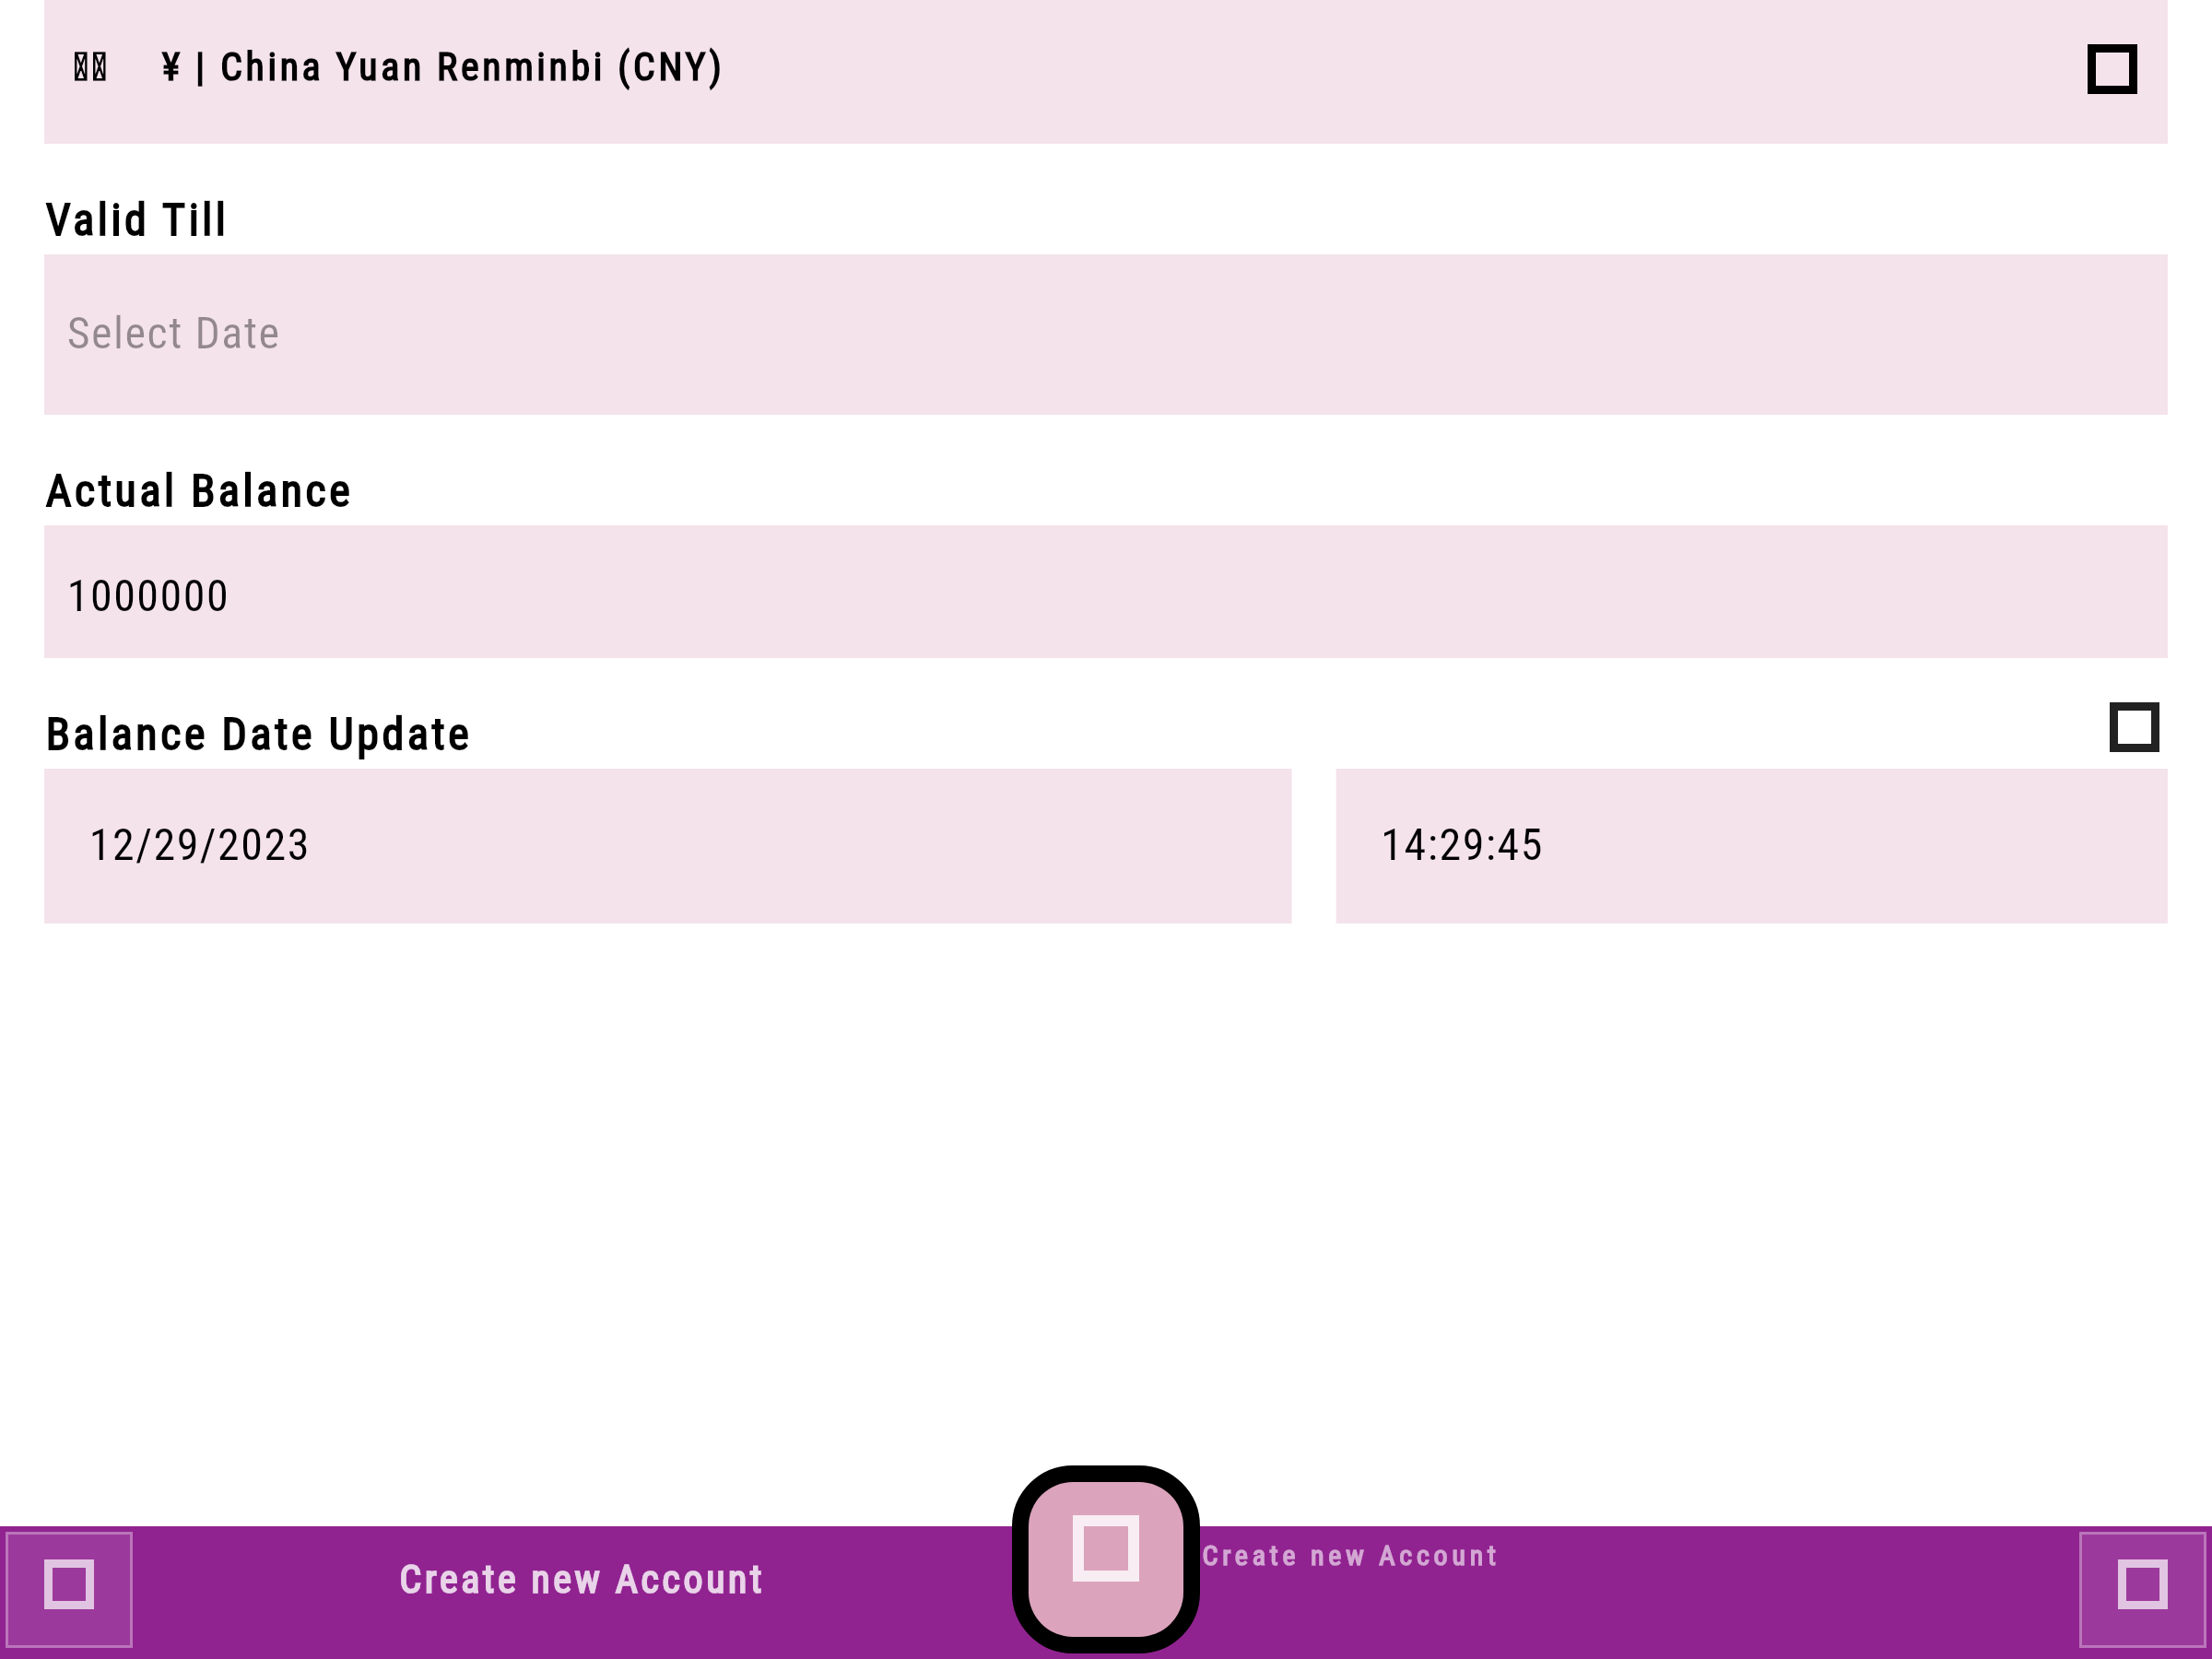 ¥ | China Yuan Renminbi (CNY)
Valid Till
Select Date
Actual Balance
1000000
Balance Date Update
12/29/2023 14:29:45
Create new Account
Create new Account